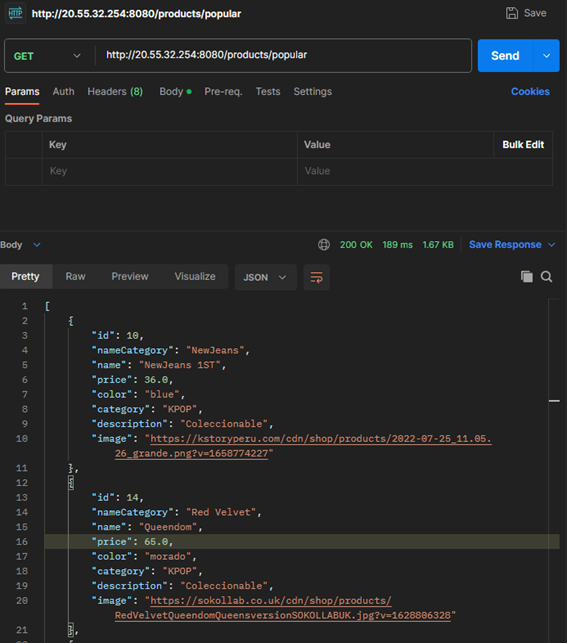 HTTP http://20.55.32.254:8080/products/popular Save
GET http://20.55.32.254:8080/products/popular Send
Params Auth Headers (8) Body Pre-req. Tests Settings Cookies
Query Params
Key Value Bulk Edit
Key Value
Body 200 OK 189 ms 1.67 KB Save Response
Pretty Raw Preview Visualize JSON
1 [
2 {
3 "id": 10,
4 "nameCategory": "NewJeans",
5 "name": "NewJeans 1ST",
6 "price": 36.0,
7 "color": "blue",
8 "category": "KPOP",
9 "description": "Coleccionable",
10 "image": "https://kstoryperu.com/cdn/shop/products/2022-07-25_11.05.
26_grande.png?v=1658774227"
11 },
12 {
13 "id": 14,
14 "nameCategory": "Red Velvet",
15 "name": "Queendom",
16 "price": 65.0,
17 "color": "morado",
18 "category": "KPOP",
19 "description": "Coleccionable",
20 "image": "https://sokollab.co.uk/cdn/shop/products/
RedVelvetQueendomQueensversionSOKOLLABUK.jpg?v=1628806328"
21 },